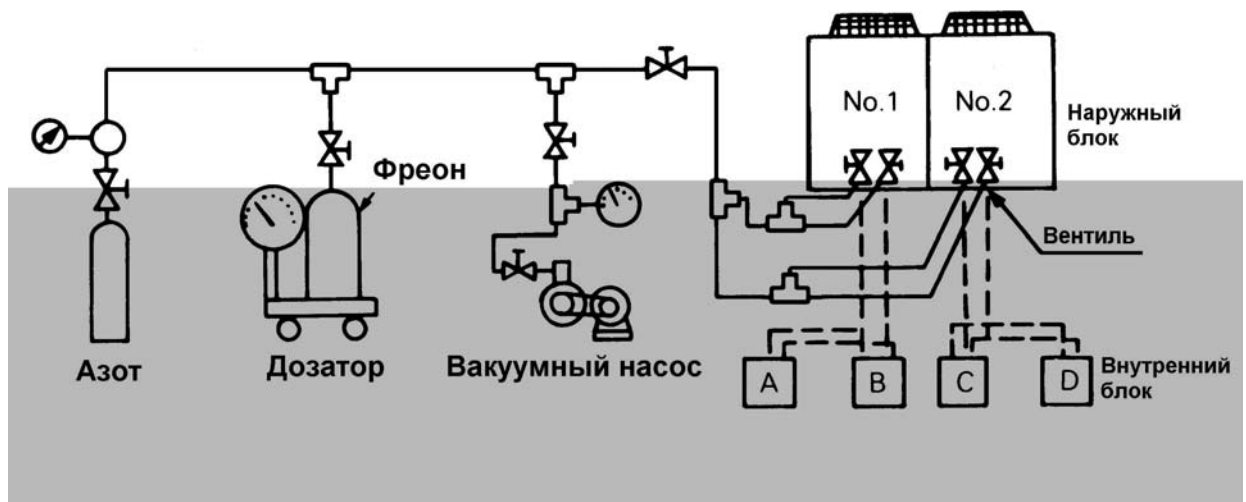 No.1
No.2
Наружный
блок
Фреон
Вентиль
Азот
Дозатор
Вакуумный насос
A
B
C
D
Внутренний
блок